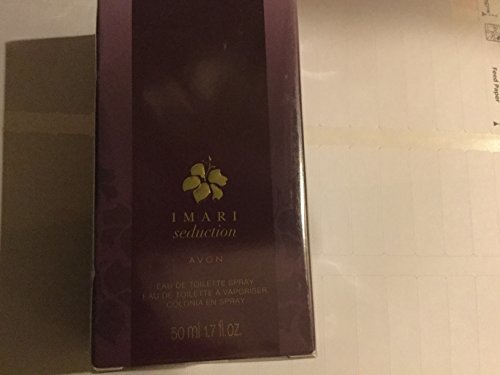 IMARI
seduction
AVON
EAU DE TOILETTE SPRAY
EAU DE TOILETTE À VAPORISER
COLONIA EN SPRAY
50 ml 1.7 fl.oz.
Feed Paper